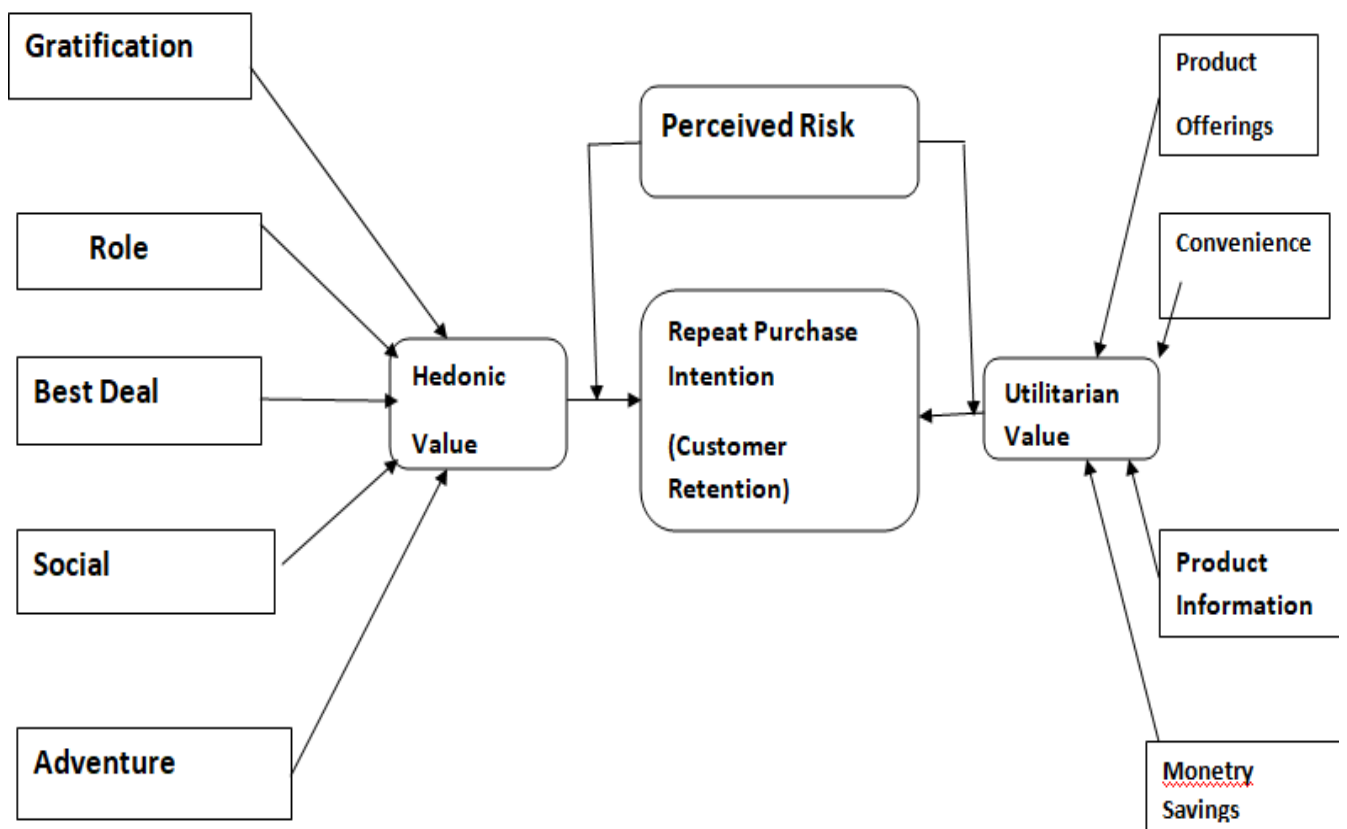 Gratification
Role
Best Deal
Social
Adventure
Hedonic
Value
Perceived Risk
Repeat Purchase
Intention
(Customer
Retention)
Utilitarian
Value
Product
Offerings
Convenience
Product
Information
Monetry
Savings